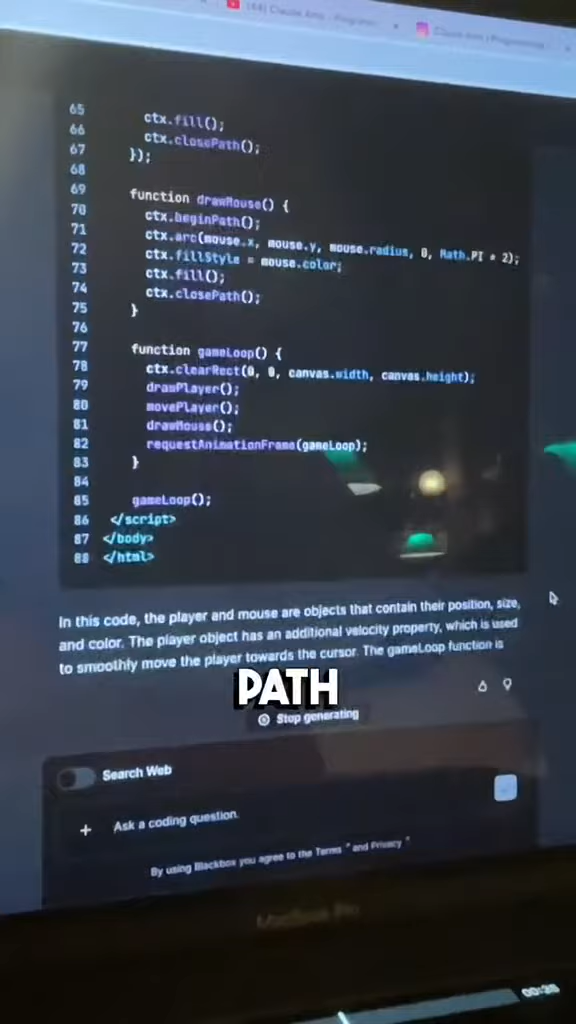 65
ctx.fill();
66
ctx.closePath();
67
});
68
69
function drawMouse() {
70
ctx.beginPath();
71
ctx.arc(mouse.x, mouse.y, mouse.radius, 0, Math.PI * 2);
72
ctx.fillStyle = mouse.color;
73
ctx.fill();
74
ctx.closePath();
75
}
76
77
function gameLoop() {
78
ctx.clearRect(0, 0, canvas.width, canvas.height);
79
drawPlayer();
80
movePlayer();
81
drawMouse();
82
requestAnimationFrame(gameLoop);
83
}
84
85
gameLoop();
86
</script>
87
</body>
88
</html>
In this code, the player and mouse are objects that contain their position, size,
and color. The player object has an additional velocity property, which is used
to smoothly move the player towards the cursor. The gameLoop function is
PATH
Stop generating
Search Web
Ask a coding question.
By using Blackbox you agree to the Terms and Privacy
MacBook Pro